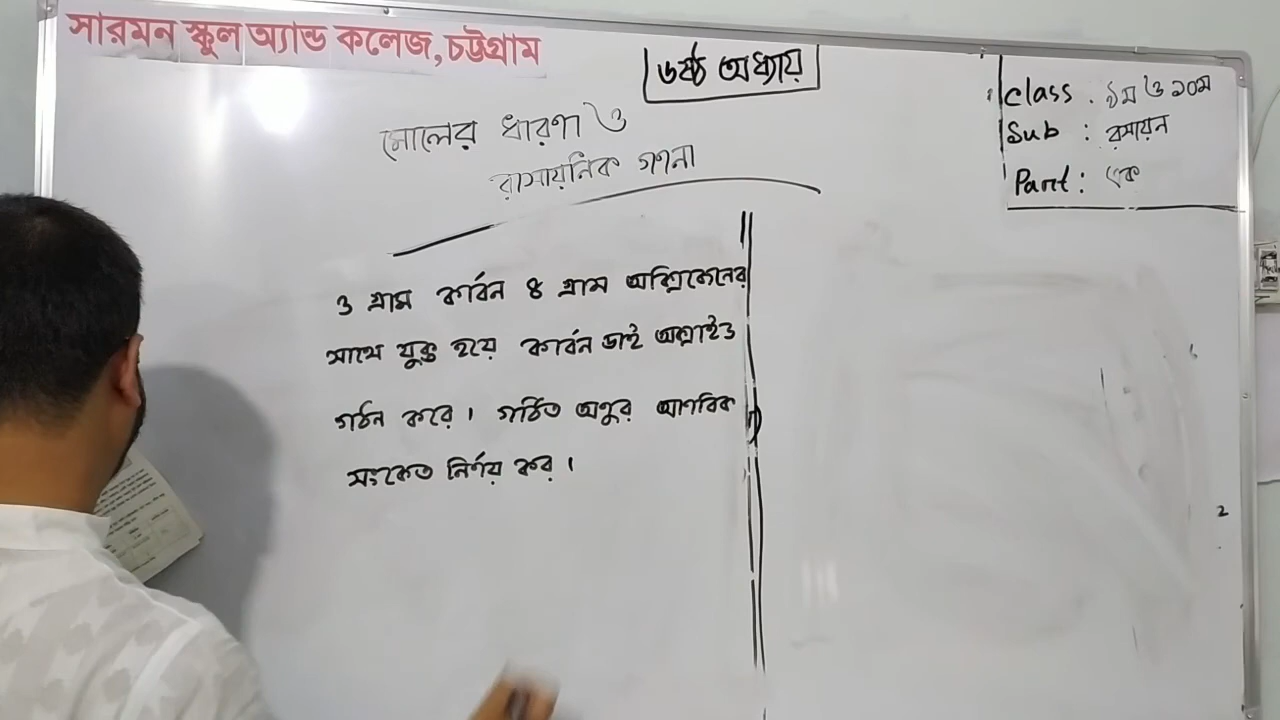 সারমন স্কুল অ্যান্ড কলেজ, চট্টগ্রাম
৬ষ্ঠ অধ্যায়
class . ৯ম ও ১০ম
Sub : রসায়ন
Part : এক
মোলের ধারণা ও
রাসায়নিক গণনা
৩ গ্রাম কার্বন ৪ গ্রাম অক্সিজেনের
সাথে যুক্ত হয়ে কার্বন ডাই অক্সাইড
গঠন করে। গঠিত অণুর আণবিক
সংকেত নির্ণয় কর।
2